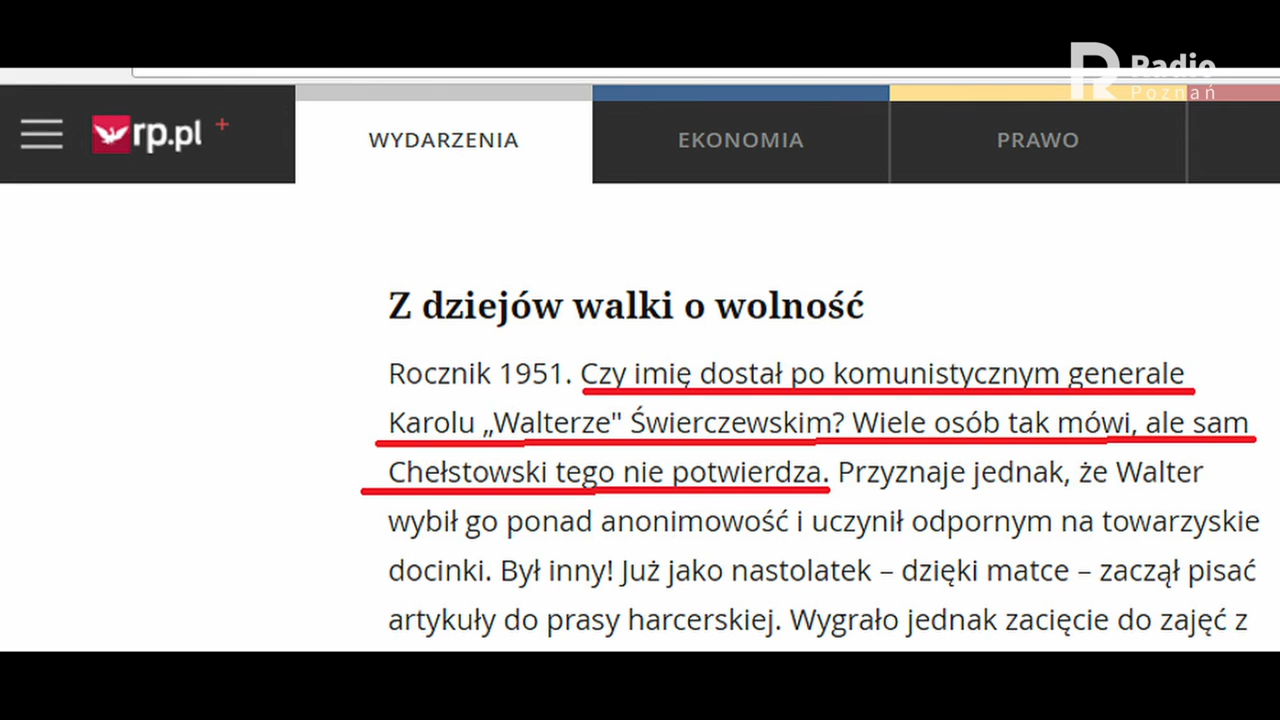 Radio
Poznań
rp.pl +
WYDARZENIA
EKONOMIA
PRAWO
Z dziejów walki o wolność
Rocznik 1951. Czy imię dostał po komunistycznym generale
Karolu „Walterze" Świerczewskim? Wiele osób tak mówi, ale sam
Chełstowski tego nie potwierdza. Przyznaje jednak, że Walter
wybił go ponad anonimowość i uczynił odpornym na towarzyskie
docinki. Był inny! Już jako nastolatek – dzięki matce – zaczął pisać
artykuły do prasy harcerskiej. Wygrało jednak zacięcie do zajęć z